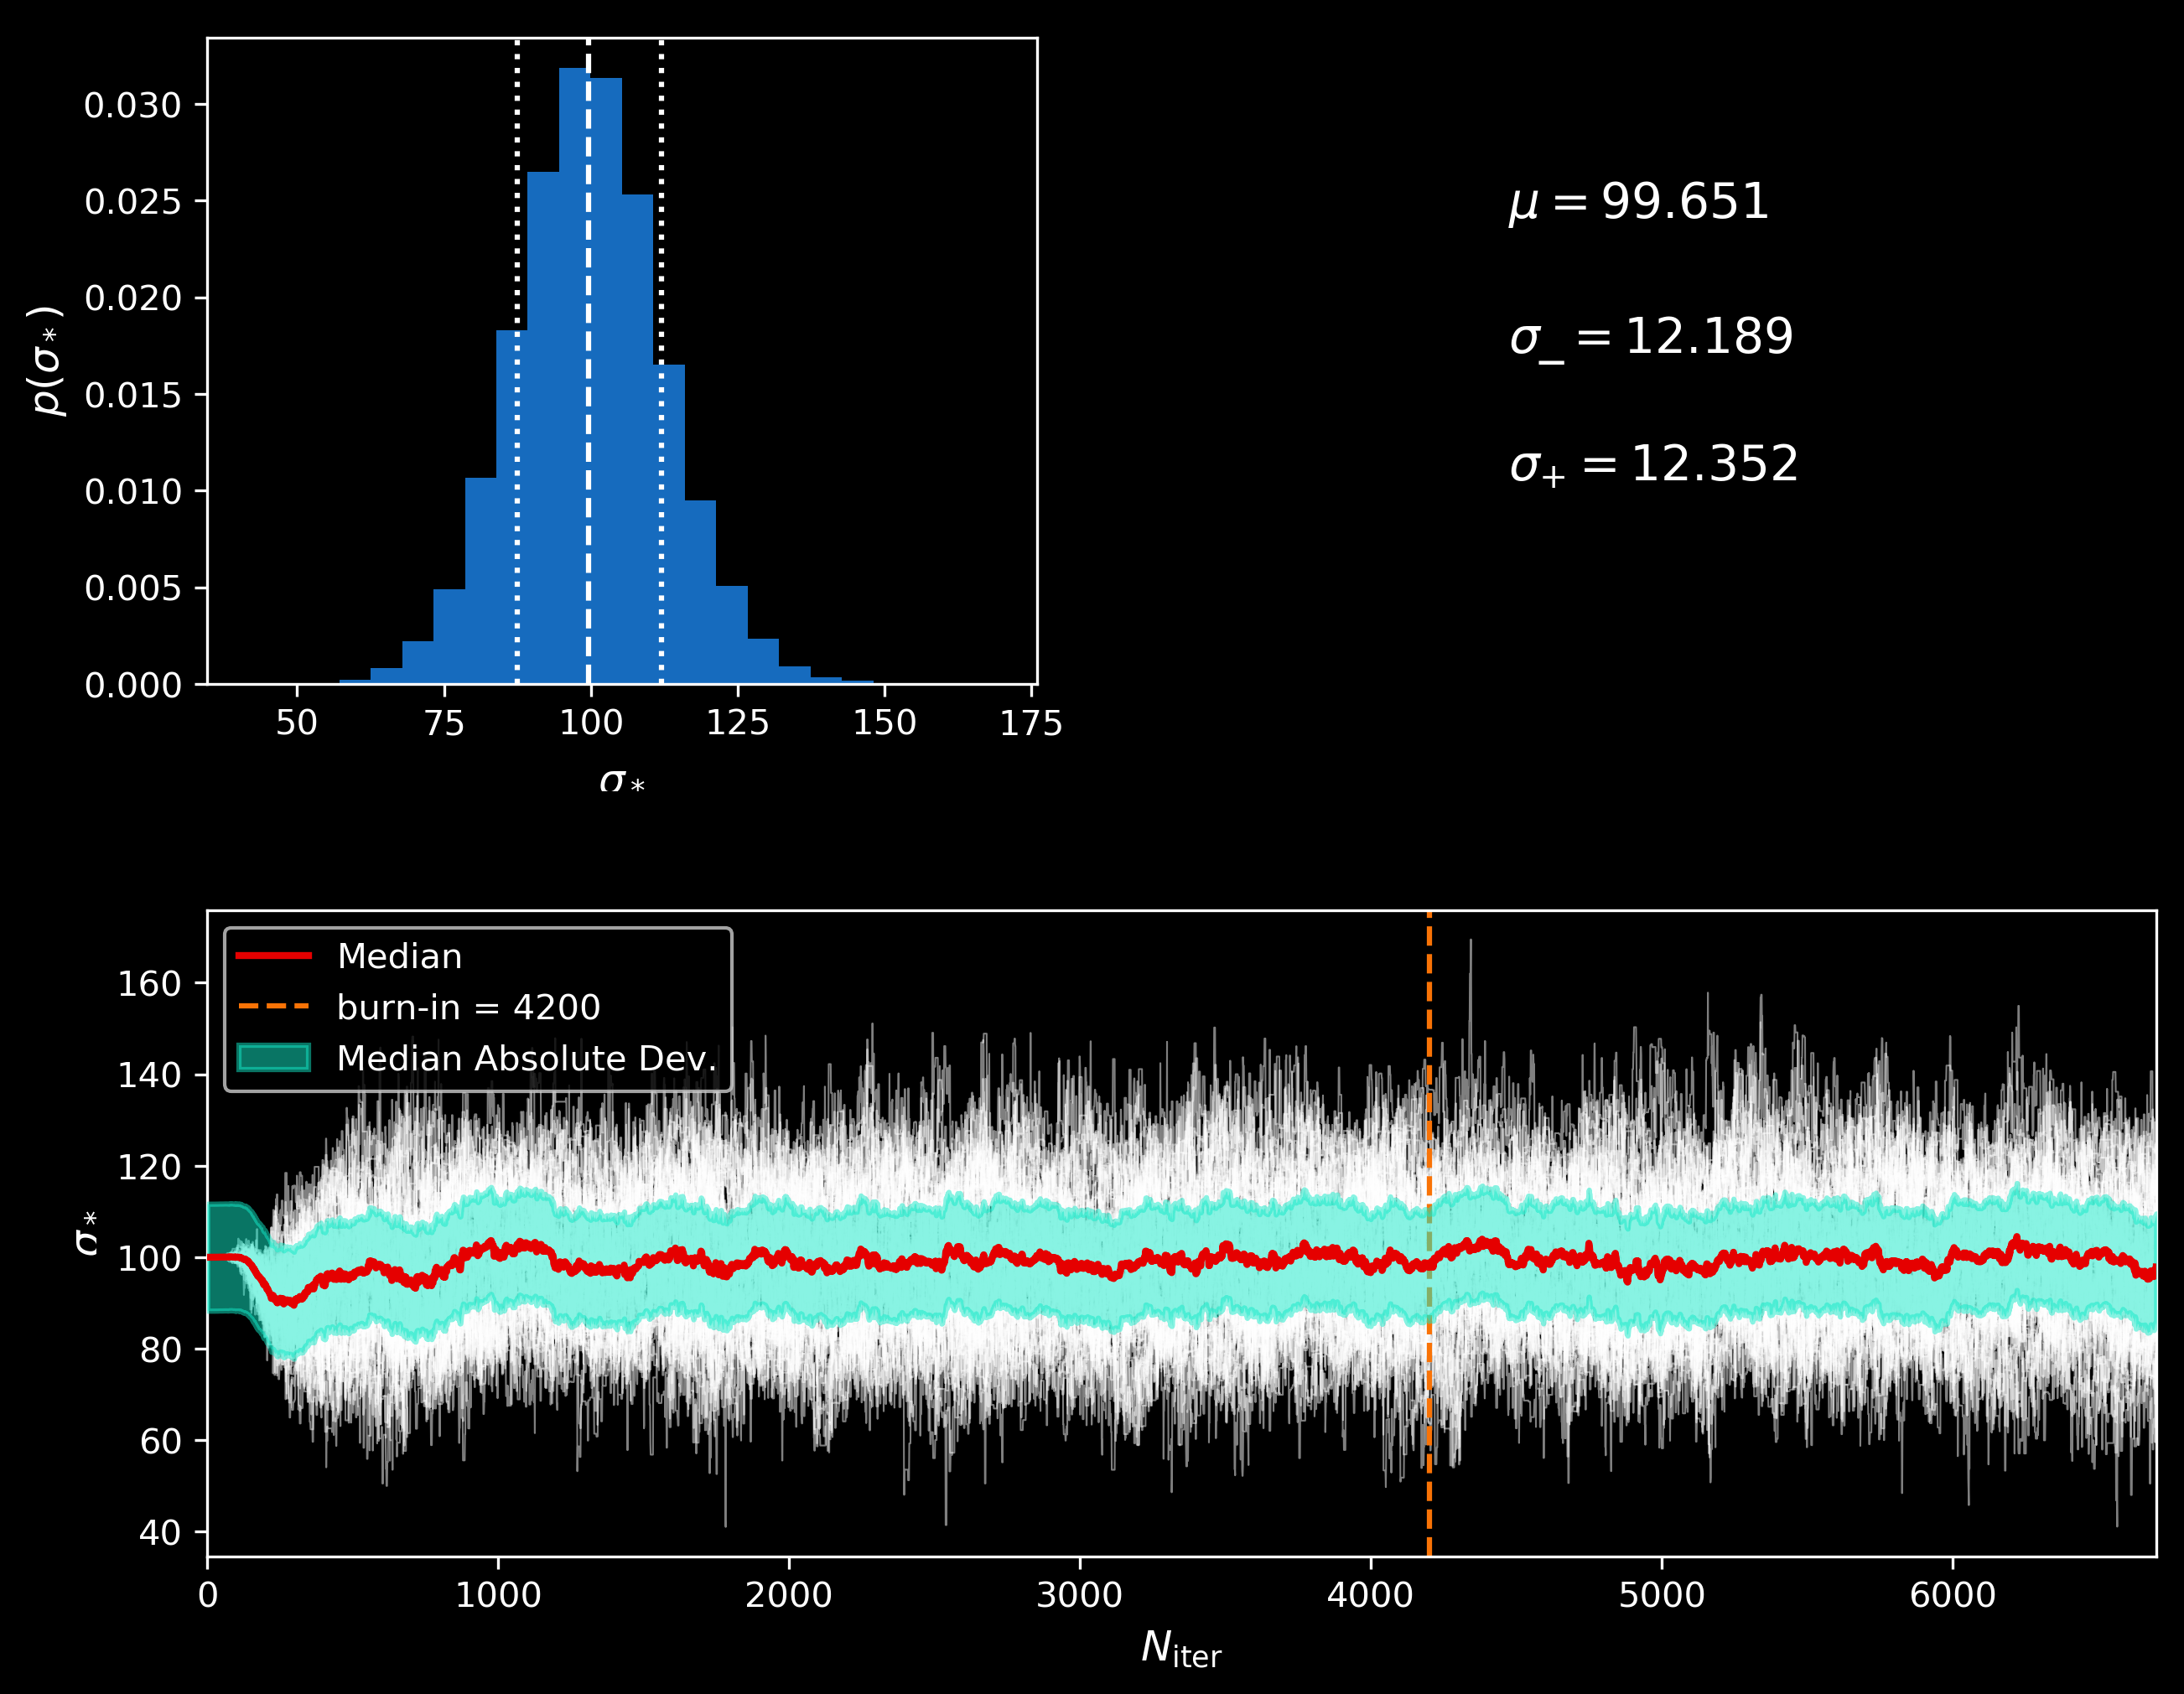 p(σ∗)
0.030
0.025
0.020
0.015
0.010
0.005
0.000
50 75 100 125 150 175
σ∗
μ = 99.651
σ− = 12.189
σ+ = 12.352
Median
burn-in = 4200
Median Absolute Dev.
σ∗
160
140
120
100
80
60
40
0 1000 2000 3000 4000 5000 6000
Niter